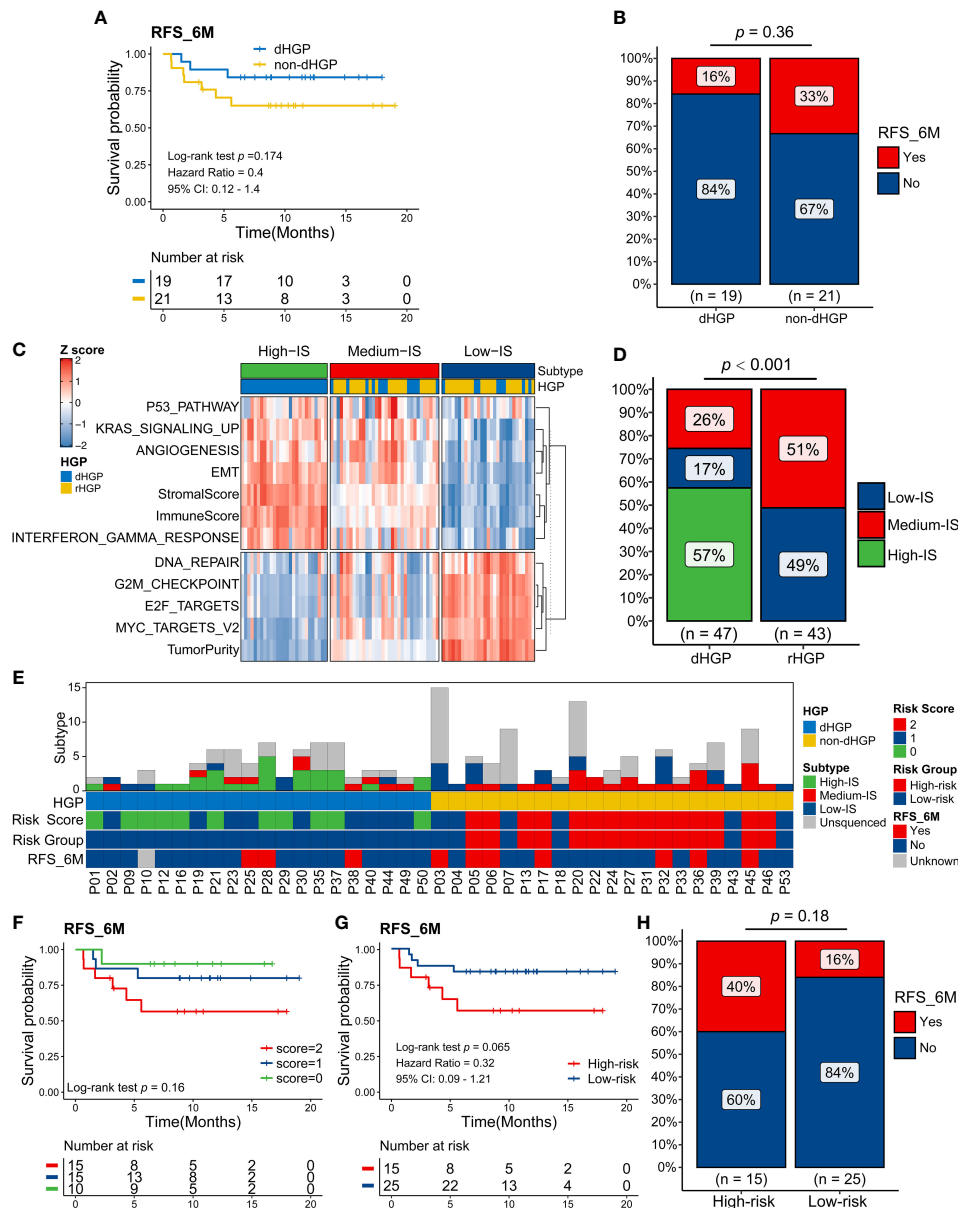 A
RFS_6M
dHGP
non-dHGP
1.00
0.75
0.50
0.25
0.00
Survival probability
Log-rank test p =0.174
Hazard Ratio = 0.4
95% CI: 0.12 - 1.4
0 5 10 15 20
Time(Months)
Number at risk
19 17 10 3 0
21 13 8 3 0
0 5 10 15 20
B
p = 0.36
100%
90%
80%
70%
60%
50%
40%
30%
20%
10%
0%
16%
33%
84%
67%
(n = 19) (n = 21)
dHGP non-dHGP
RFS_6M
Yes
No
C
Z score
2
1
0
−1
−2
HGP
dHGP
rHGP
High−IS Medium−IS Low−IS
Subtype
HGP
P53_PATHWAY
KRAS_SIGNALING_UP
ANGIOGENESIS
EMT
StromalScore
ImmuneScore
INTERFERON_GAMMA_RESPONSE
DNA_REPAIR
G2M_CHECKPOINT
E2F_TARGETS
MYC_TARGETS_V2
TumorPurity
D
p < 0.001
100%
90%
80%
70%
60%
50%
40%
30%
20%
10%
0%
26%
51%
17%
57%
49%
(n = 47) (n = 43)
dHGP rHGP
Low-IS
Medium-IS
High-IS
E
15
10
5
0
Subtype
HGP
Risk Score
Risk Group
RFS_6M
P01 P02 P09 P10 P12 P16 P19 P21 P23 P25 P28 P29 P30 P35 P37 P38 P40 P44 P49 P50 P03 P04 P05 P06 P07 P13 P17 P18 P20 P22 P24 P27 P31 P32 P33 P36 P39 P43 P45 P46 P53
HGP
dHGP
non-dHGP
Subtype
High-IS
Medium-IS
Low-IS
Unsquenced
Risk Score
2
1
0
Risk Group
High-risk
Low-risk
RFS_6M
Yes
No
Unknown
F
RFS_6M
1.00
0.75
0.50
0.25
0.00
Survival probability
score=2
score=1
score=0
Log-rank test p = 0.16
0 5 10 15 20
Time(Months)
Number at risk
15 8 5 2 0
15 13 8 2 0
10 9 5 2 0
0 5 10 15 20
G
RFS_6M
1.00
0.75
0.50
0.25
0.00
Survival probability
Log-rank test p = 0.065
Hazard Ratio = 0.32
95% CI: 0.09 - 1.21
High-risk
Low-risk
0 5 10 15 20
Time(Months)
Number at risk
15 8 5 2 0
25 22 13 4 0
0 5 10 15 20
H
p = 0.18
100%
90%
80%
70%
60%
50%
40%
30%
20%
10%
0%
40%
16%
60%
84%
(n = 15) (n = 25)
High-risk Low-risk
RFS_6M
Yes
No